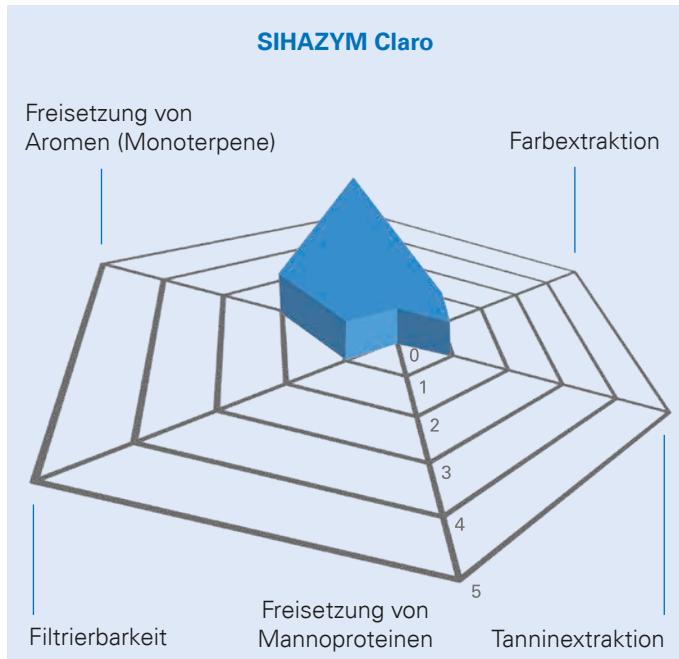 SIHAZYM Claro
Freisetzung von
Aromen (Monoterpene)
Farbextraktion
0
1
2
3
4
5
Filtrierbarkeit
Freisetzung von
Mannoproteinen
Tanninextraktion